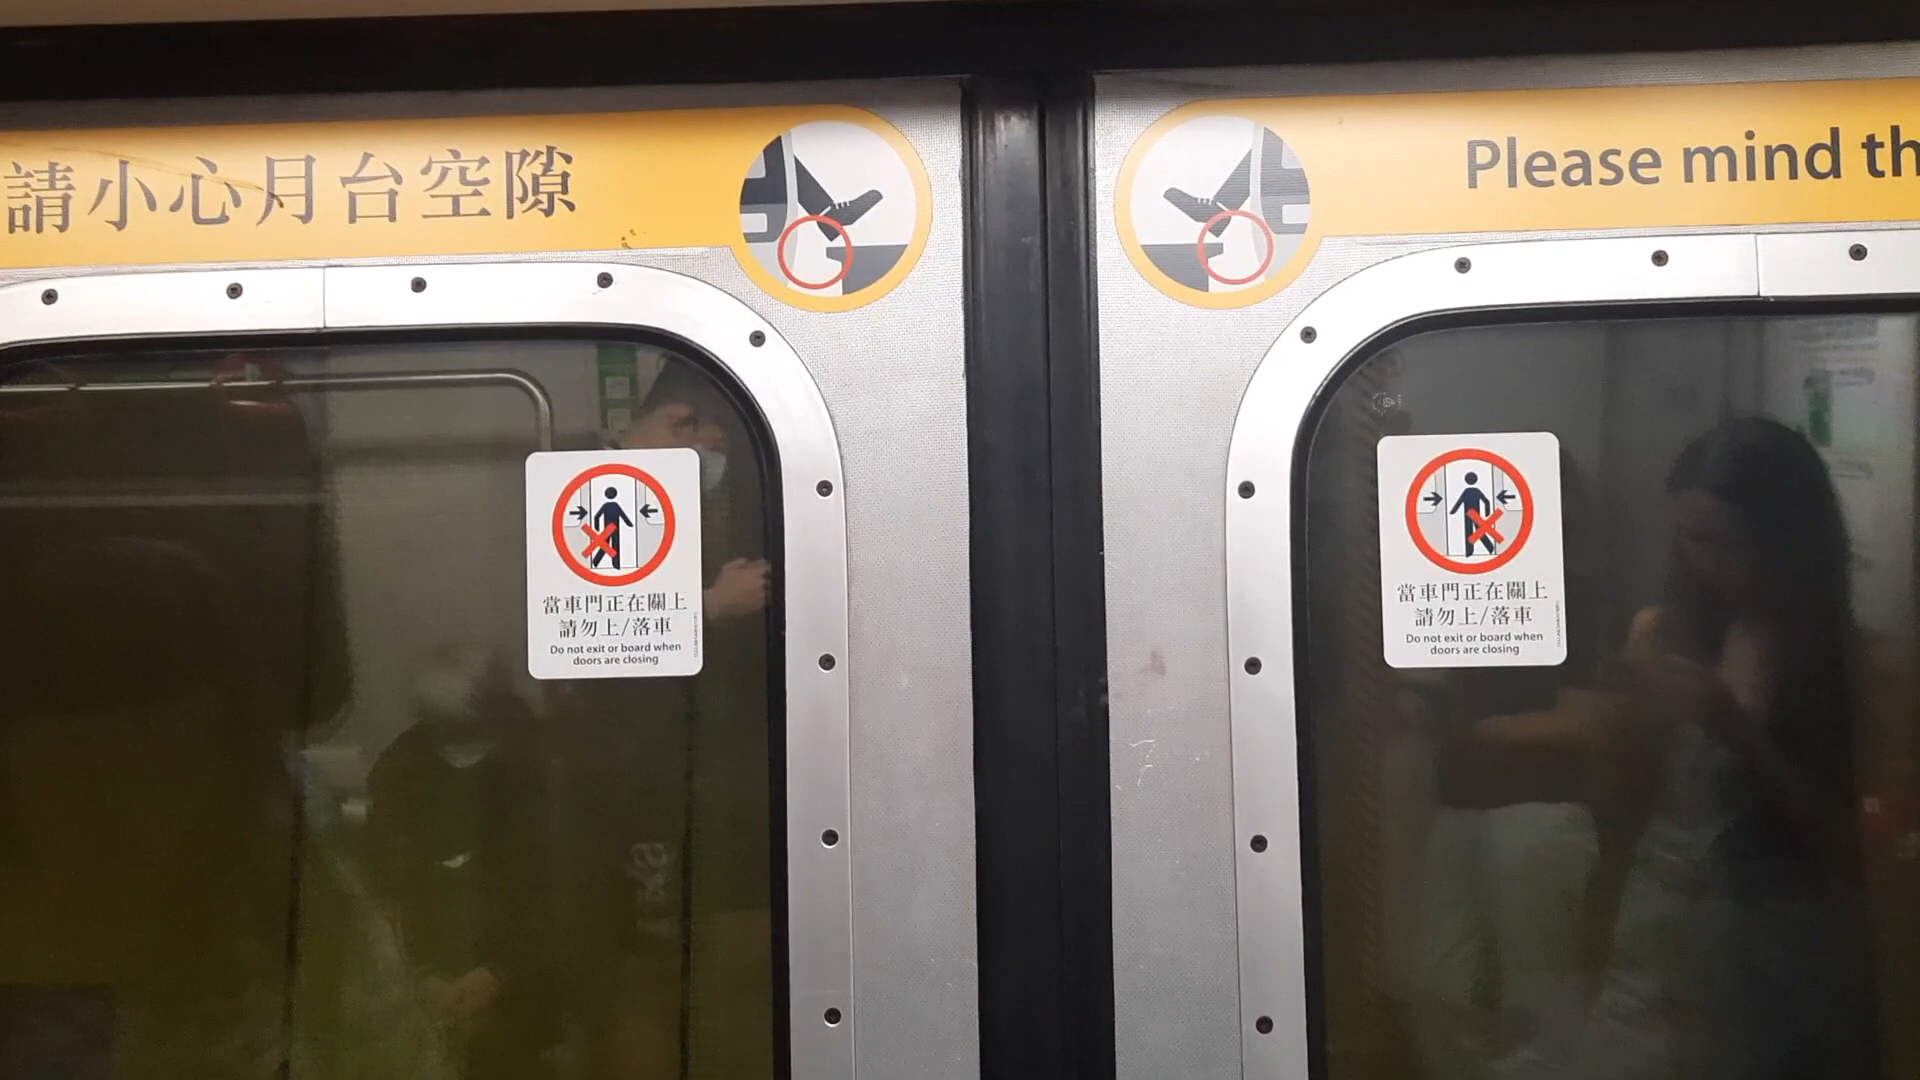 請小心月台空隙
Please mind th
當車門正在關上
請勿上/落車
Do not exit or board when
doors are closing
當車門正在關上
請勿上/落車
Do not exit or board when
doors are closing